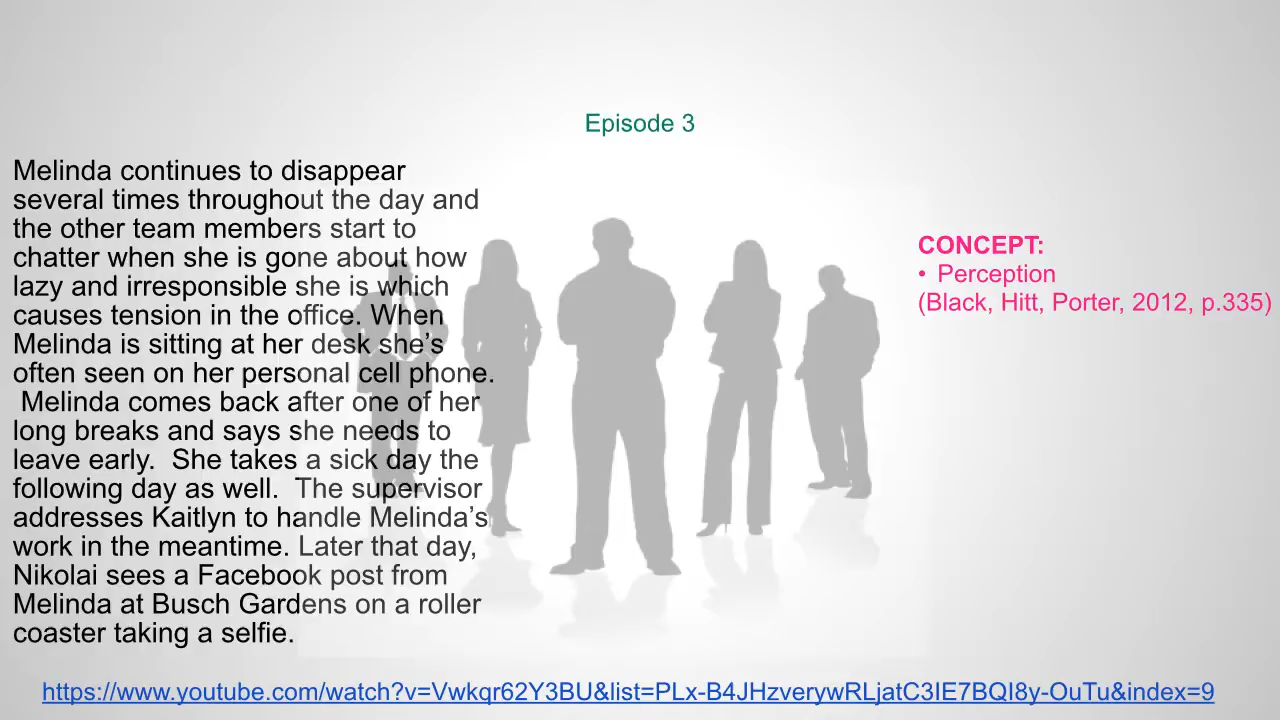 Episode 3
Melinda continues to disappear
several times throughout the day and
the other team members start to
chatter when she is gone about how
lazy and irresponsible she is which
causes tension in the office. When
Melinda is sitting at her desk she’s
often seen on her personal cell phone.
Melinda comes back after one of her
long breaks and says she needs to
leave early.  She takes a sick day the
following day as well.  The supervisor
addresses Kaitlyn to handle Melinda’s
work in the meantime. Later that day,
Nikolai sees a Facebook post from
Melinda at Busch Gardens on a roller
coaster taking a selfie.
CONCEPT:
• Perception
(Black, Hitt, Porter, 2012, p.335)
https://www.youtube.com/watch?v=Vwkqr62Y3BU&list=PLx-B4JHzverywRLjatC3IE7BQI8y-OuTu&index=9